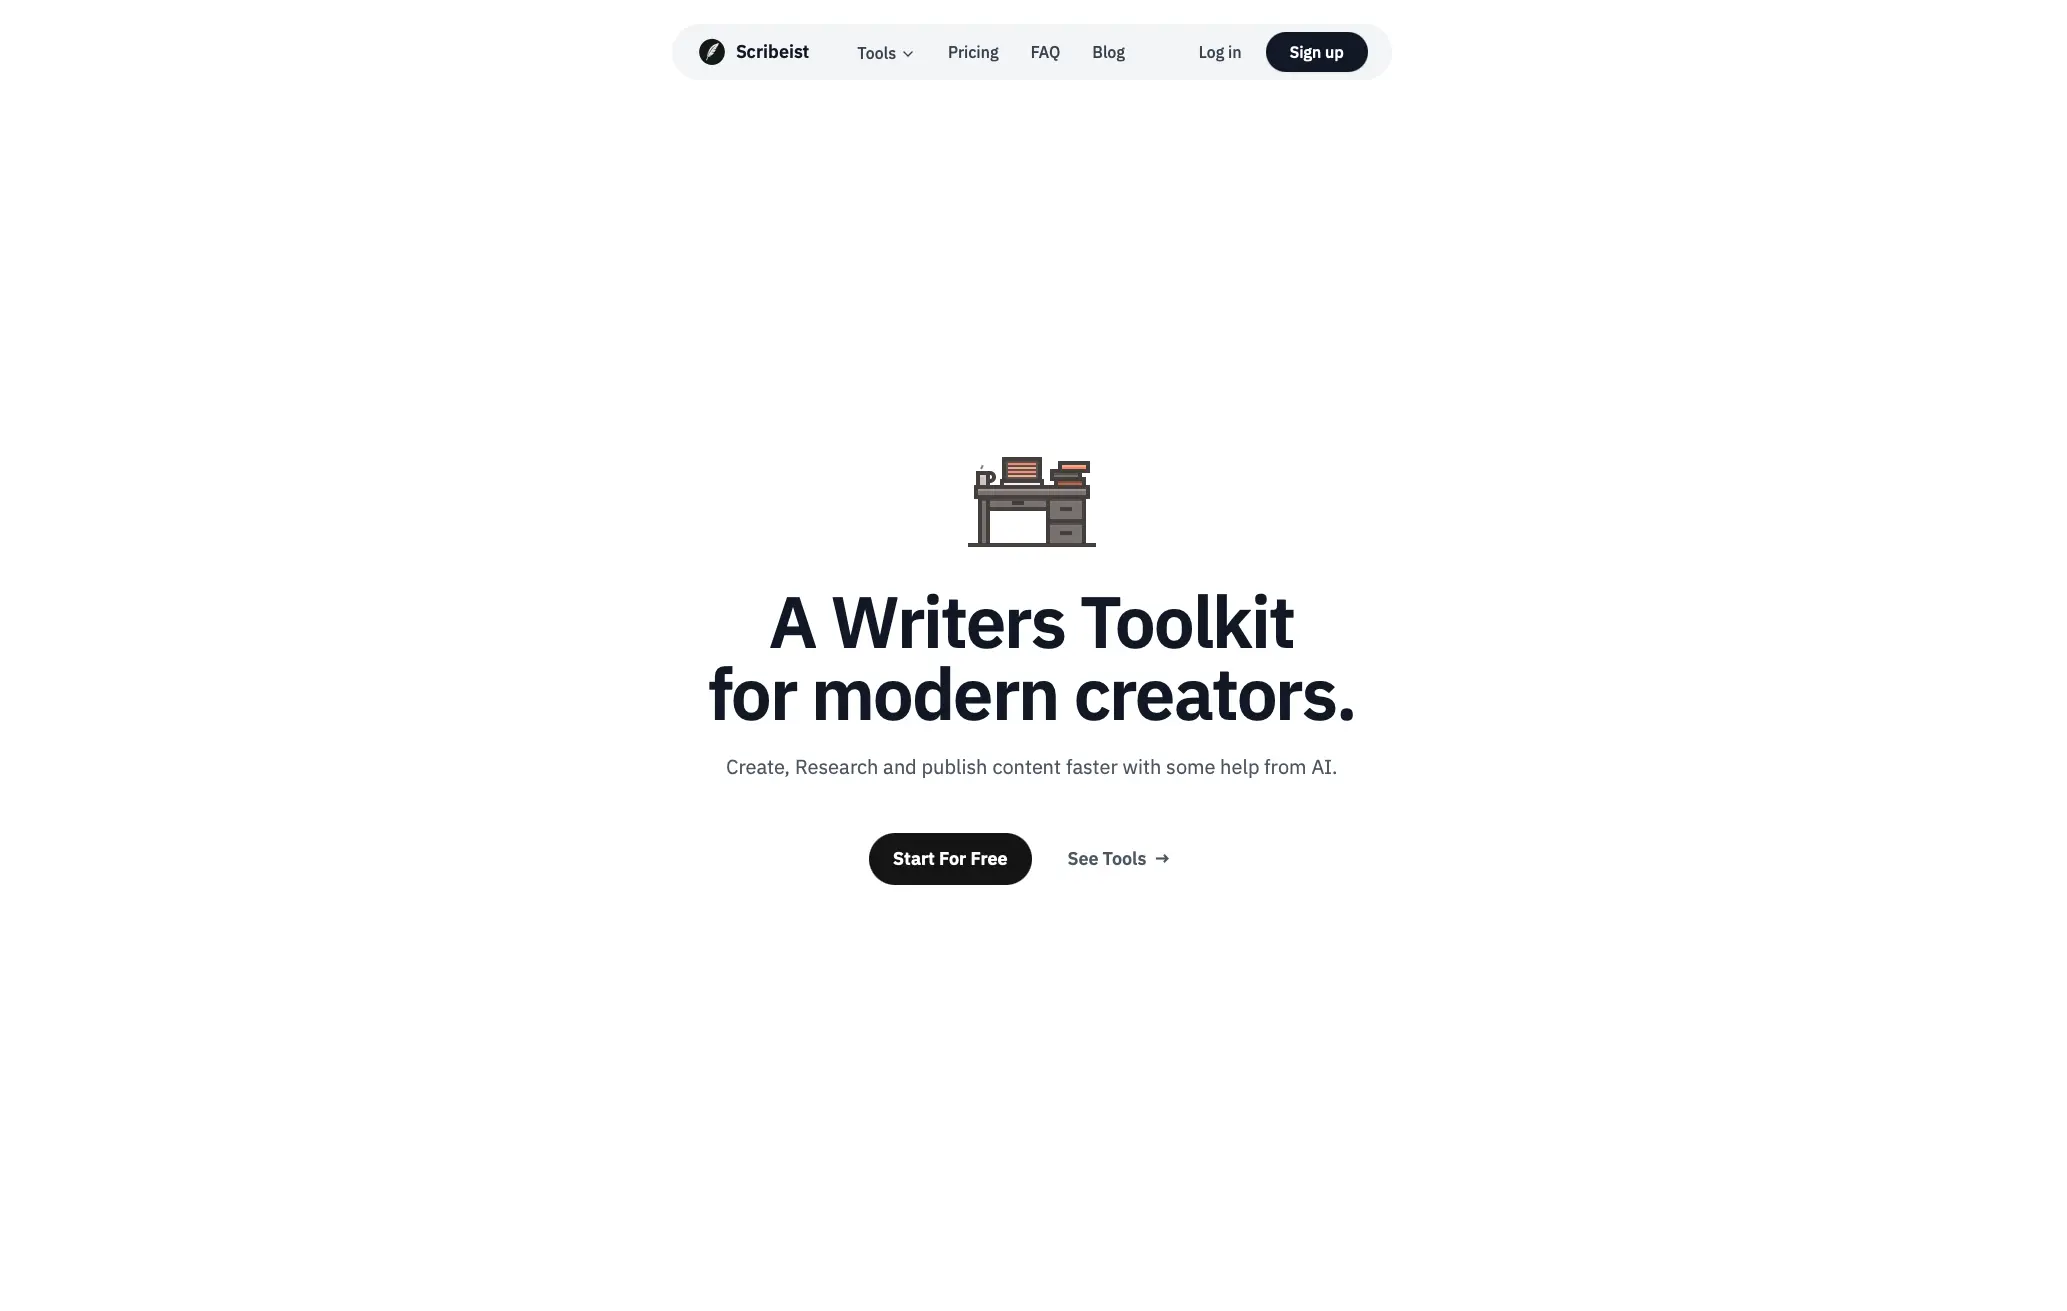 Scribeist
Tools
Pricing
FAQ
Blog
Log in
Sign up
A Writers Toolkit
for modern creators.
Create, Research and publish content faster with some help from AI.
Start For Free
See Tools →